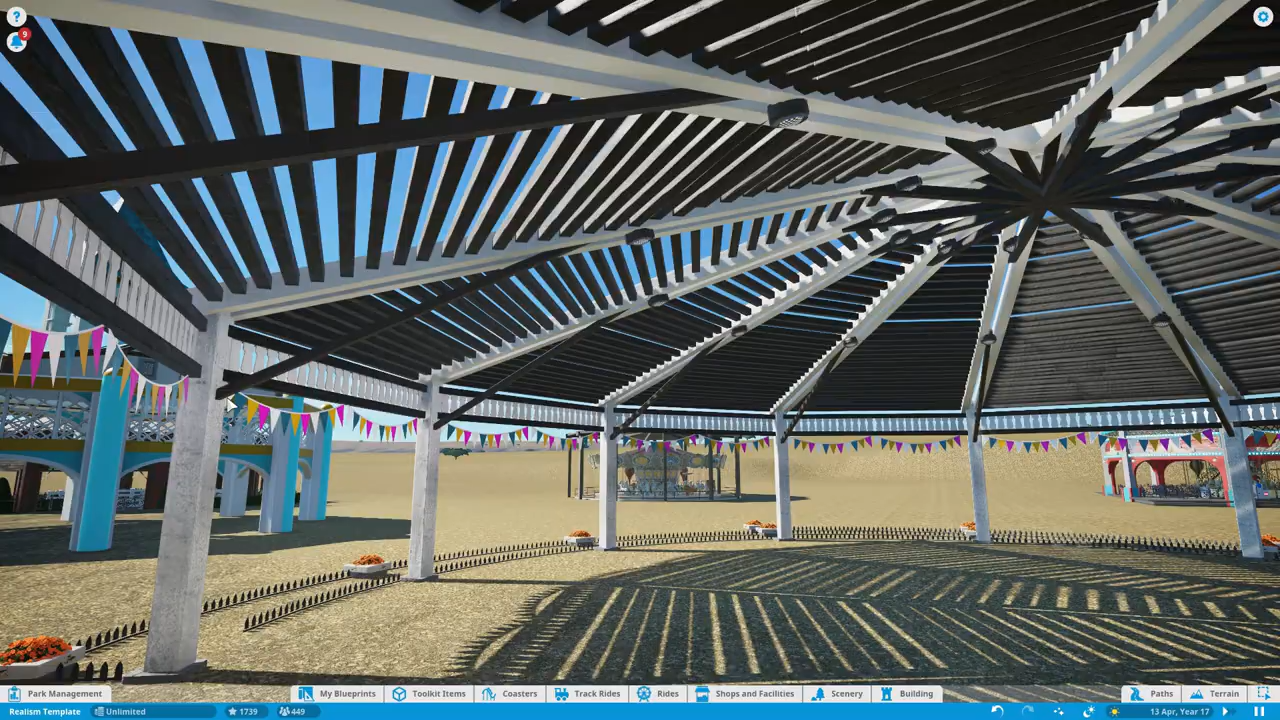 ?
9
Park Management
My Blueprints
Toolkit Items
Coasters
Track Rides
Rides
Shops and Facilities
Scenery
Building
Paths
Terrain
Realism Template
Unlimited
1739
449
13 Apr, Year 17